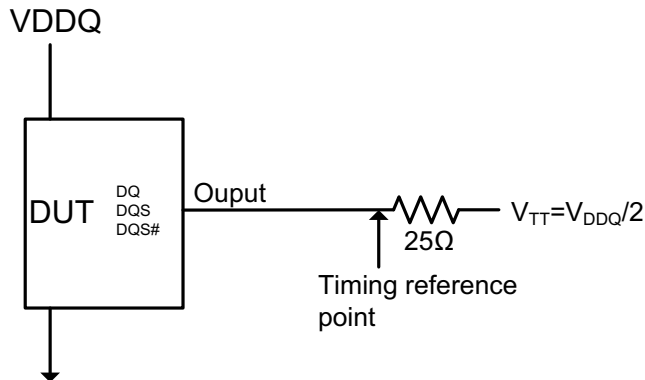 VDDQ
DUT
DQ
DQS
DQS#
Ouput
25Ω
V_TT=V_DDQ/2
Timing reference
point